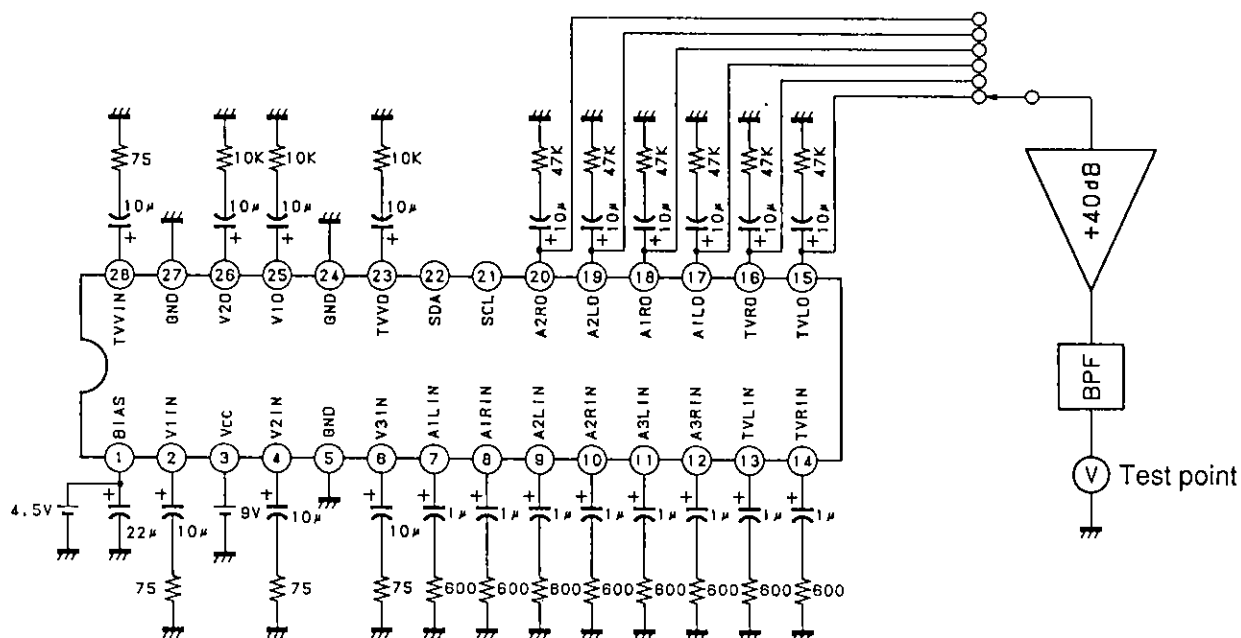 75 10K 10K 10K 47K 47K 47K 47K 47K 47K
10μ 10μ 10μ 10μ 10μ 10μ 10μ 10μ 10μ 10μ
+ + + + + + + + + +
28 27 26 25 24 23 22 21 20 19 18 17 16 15
TVVIN GND V2O V1O GND TVVO SDA SCL A2RO A2LO A1RO A1LO TVRO TVLO
+40dB
BPF
BIAS V1IN VCC V2IN GND V3IN A1LIN A1RIN A2LIN A2RIN A3LIN A3RIN TVLIN TVRIN
1 2 3 4 5 6 7 8 9 10 11 12 13 14
V Test point
+ + + + + + + + + + + +
4.5V 22μ 10μ 9V 10μ 10μ 1μ 1μ 1μ 1μ 1μ 1μ 1μ 1μ
75 75 75 600 600 600 600 600 600 600 600